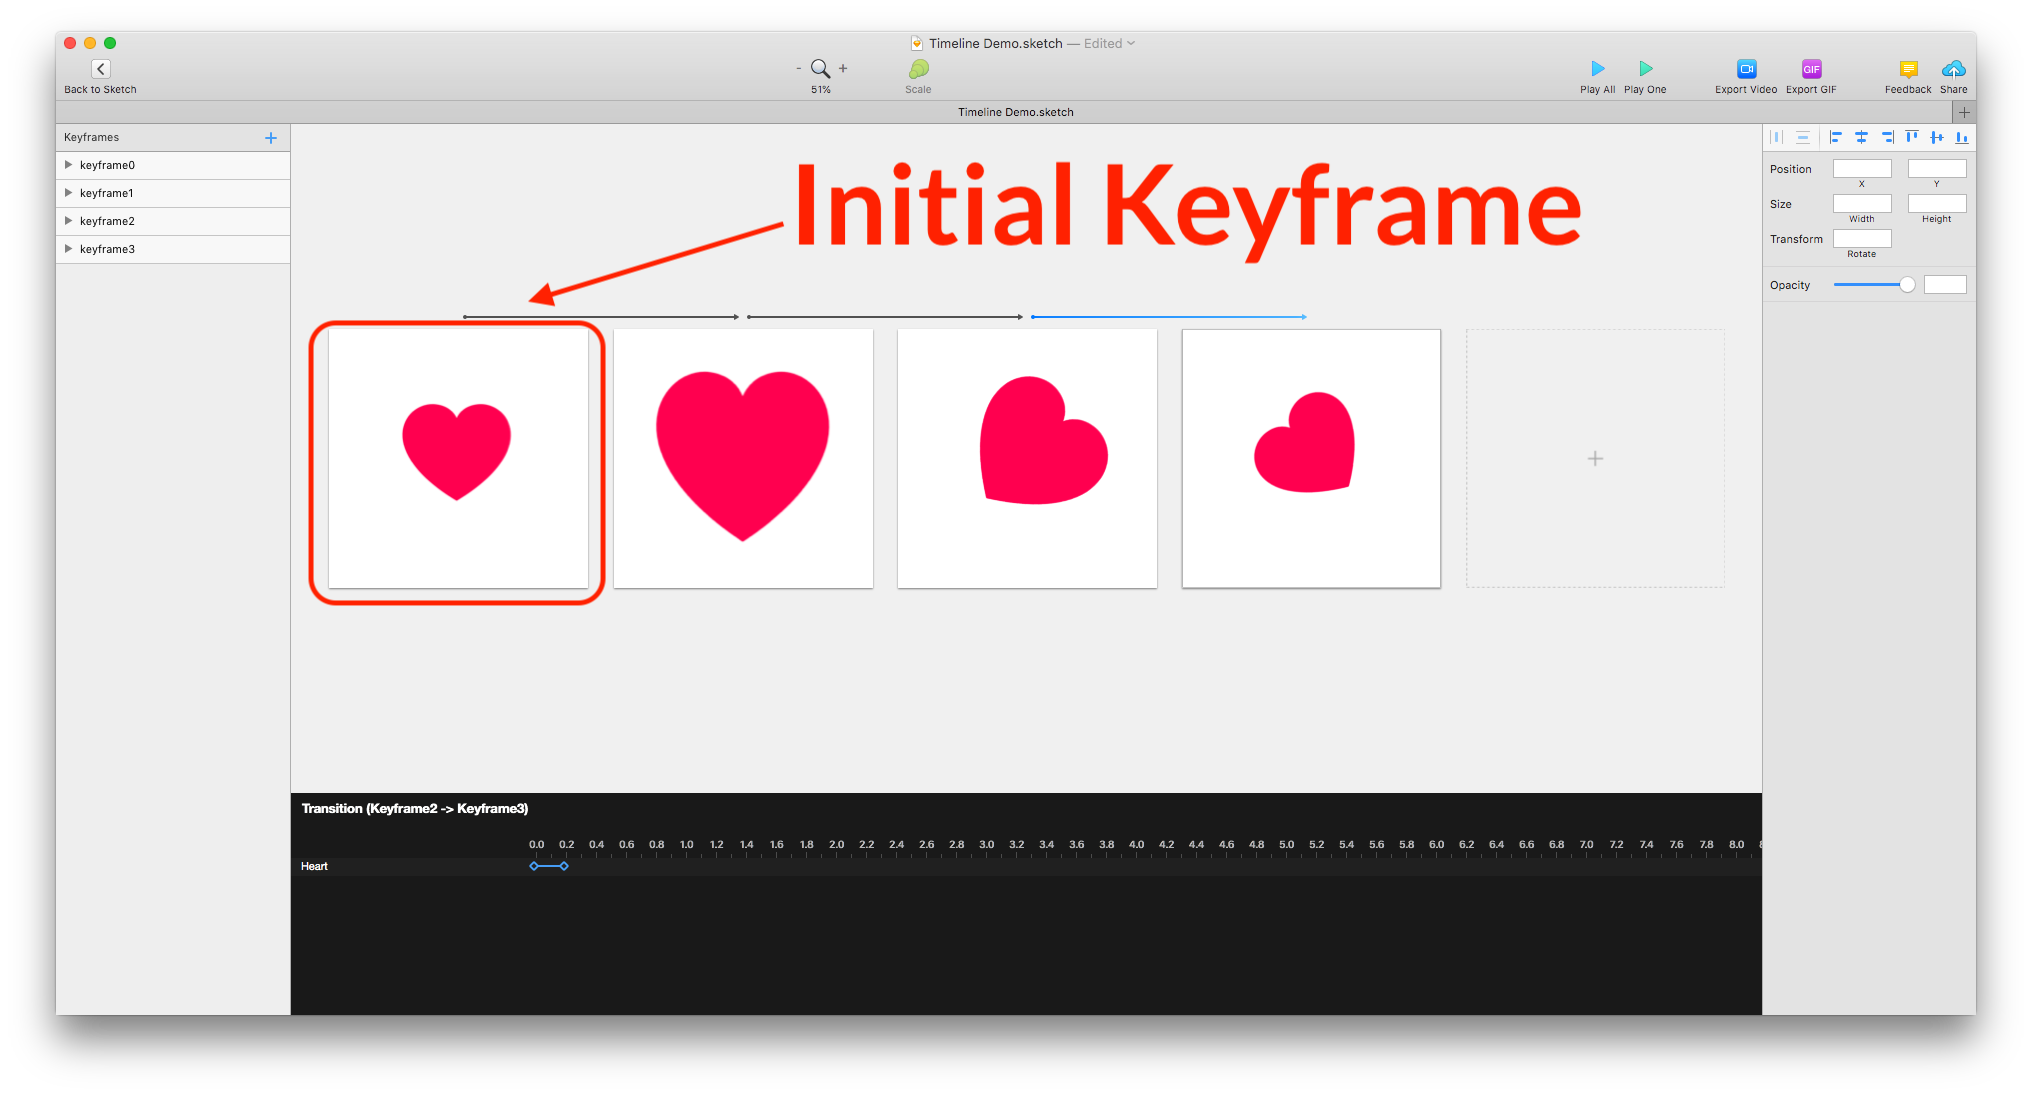 Timeline Demo.sketch — Edited
Back to Sketch
- +
51%
Scale
Play All Play One
Export Video GIF Export GIF
Feedback Share
Timeline Demo.sketch +
Keyframes +
keyframe0
keyframe1
keyframe2
keyframe3
Initial Keyframe
+
Position
X Y
Size
Width Height
Transform
Rotate
Opacity
Transition (Keyframe2 -> Keyframe3)
0.0 0.2 0.4 0.6 0.8 1.0 1.2 1.4 1.6 1.8 2.0 2.2 2.4 2.6 2.8 3.0 3.2 3.4 3.6 3.8 4.0 4.2 4.4 4.6 4.8 5.0 5.2 5.4 5.6 5.8 6.0 6.2 6.4 6.6 6.8 7.0 7.2 7.4 7.6 7.8 8.0
Heart